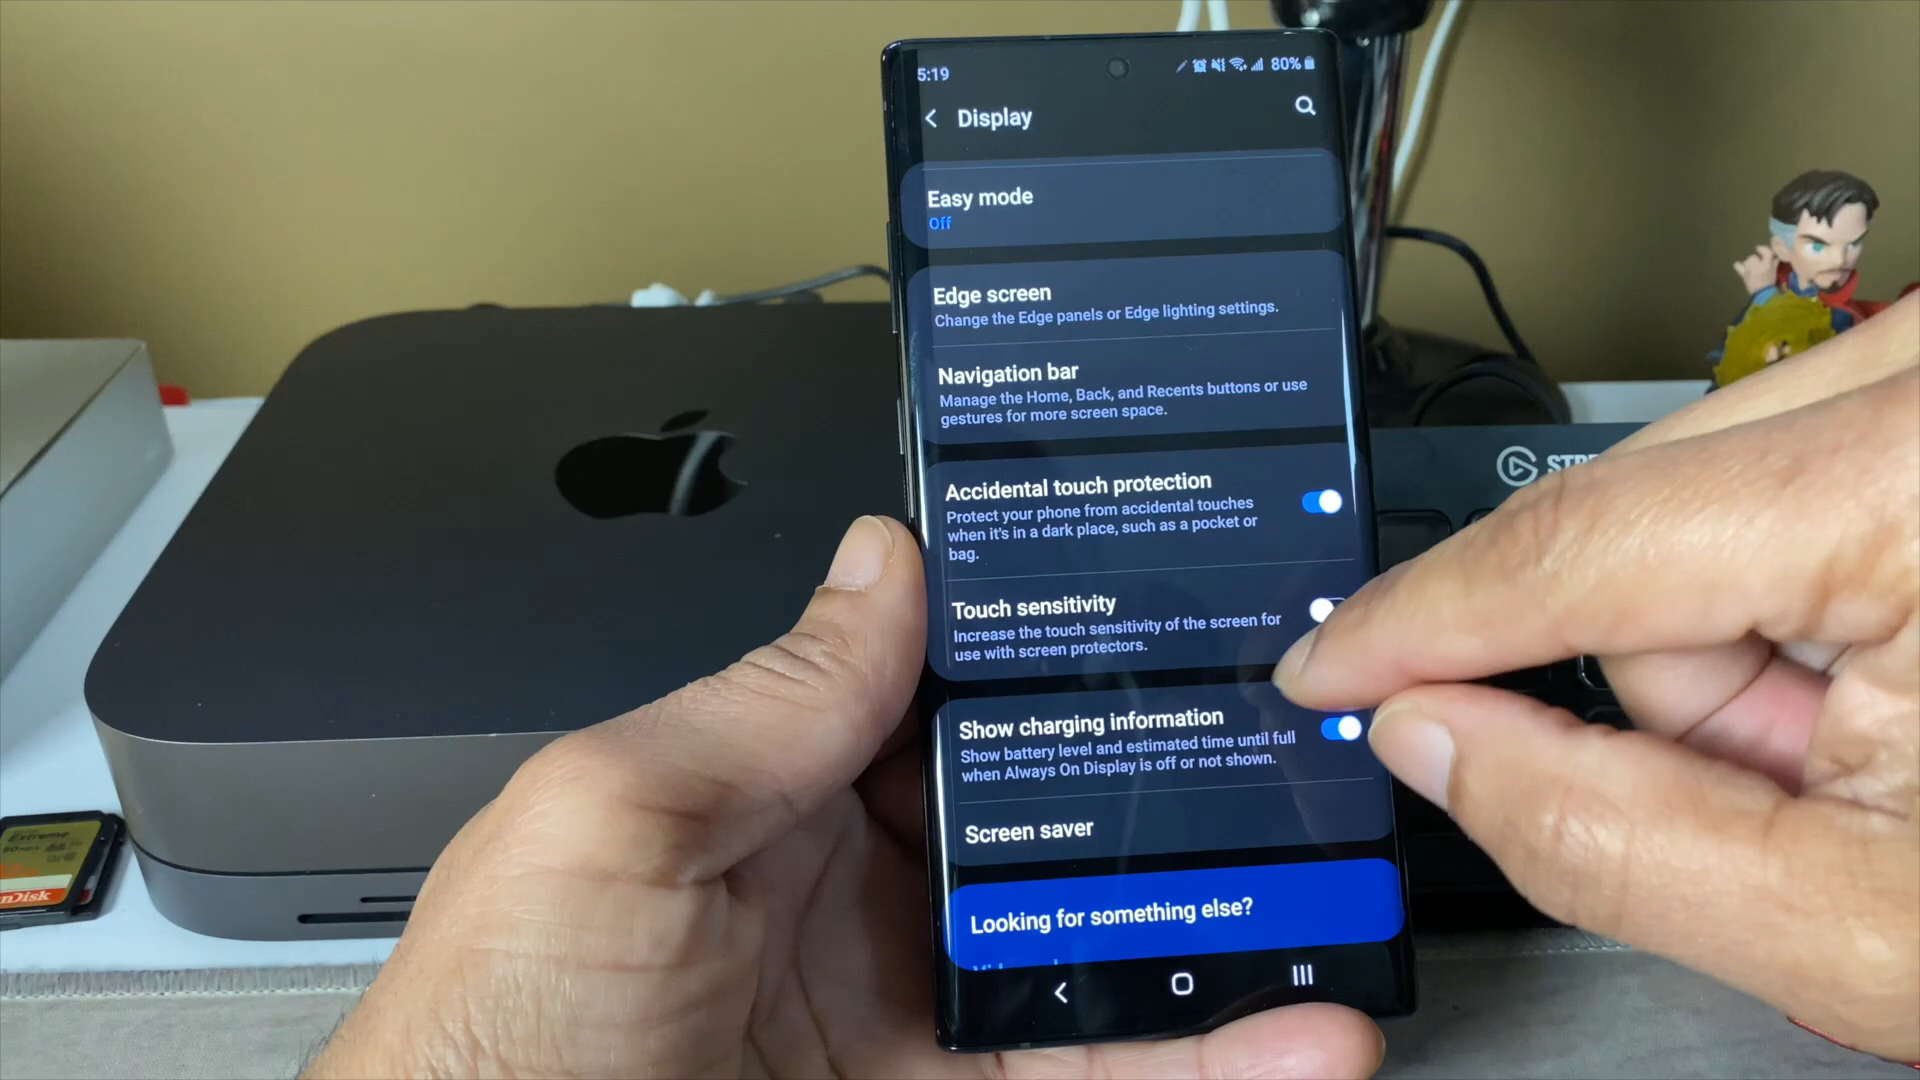 5:19
80%
Display
Easy mode
Off
Edge screen
Change the Edge panels or Edge lighting settings.
Navigation bar
Manage the Home, Back, and Recents buttons or use
gestures for more screen space.
Accidental touch protection
Protect your phone from accidental touches
when it's in a dark place, such as a pocket or
bag.
Touch sensitivity
Increase the touch sensitivity of the screen for
use with screen protectors.
Show charging information
Show battery level and estimated time until full
when Always On Display is off or not shown.
Screen saver
Looking for something else?
Extreme